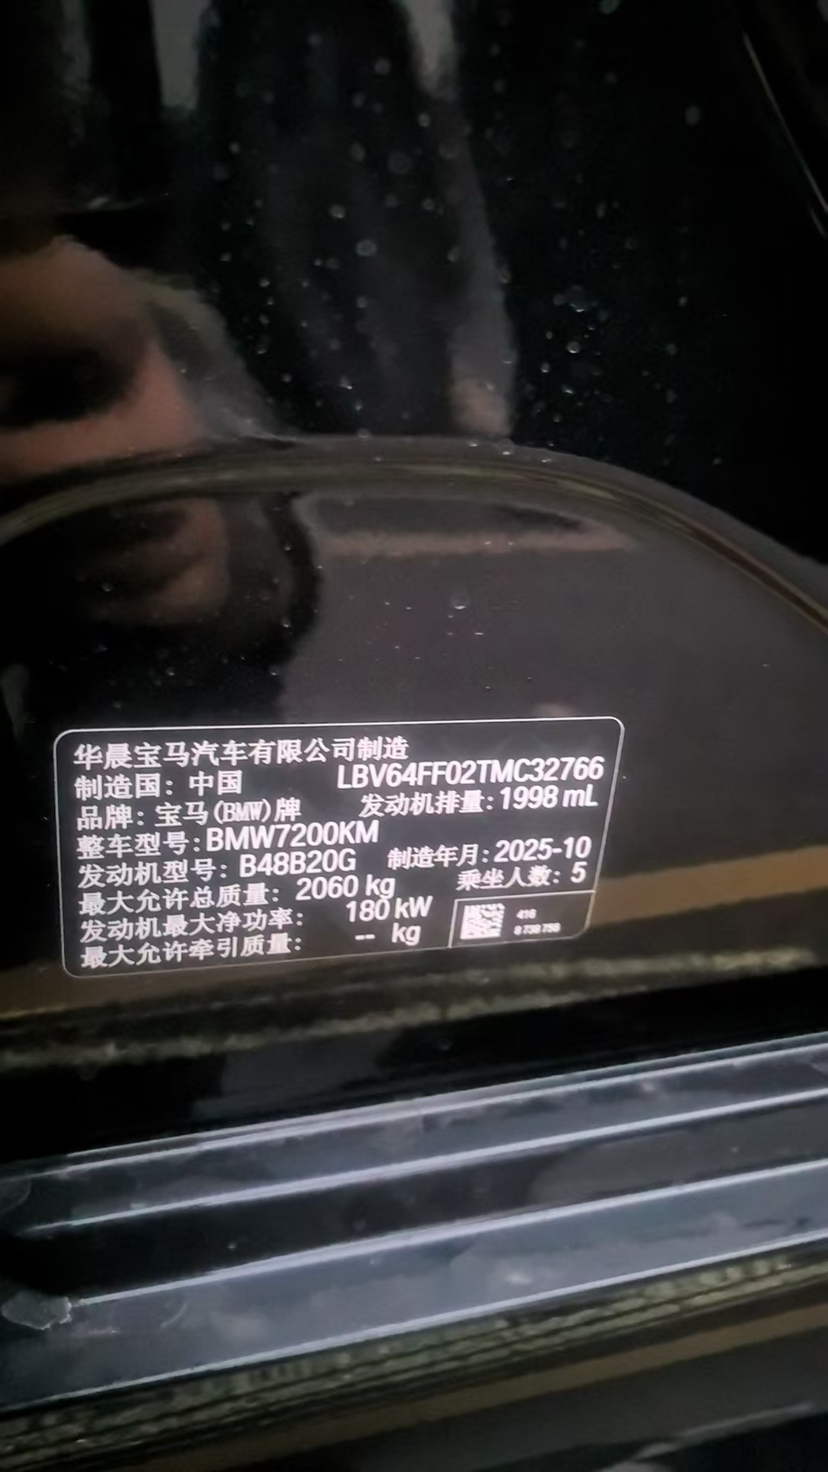 华晨宝马汽车有限公司制造
制造国：中国 LBV64FF02TMC32766
品牌：宝马(BMW)牌 发动机排量：1998 mL
整车型号：BMW7200KM
发动机型号：B48B20G 制造年月：2025-10
最大允许总质量：2060 kg 乘坐人数：5
发动机最大净功率：180 kW
最大允许牵引质量：-- kg
416
8 738 750